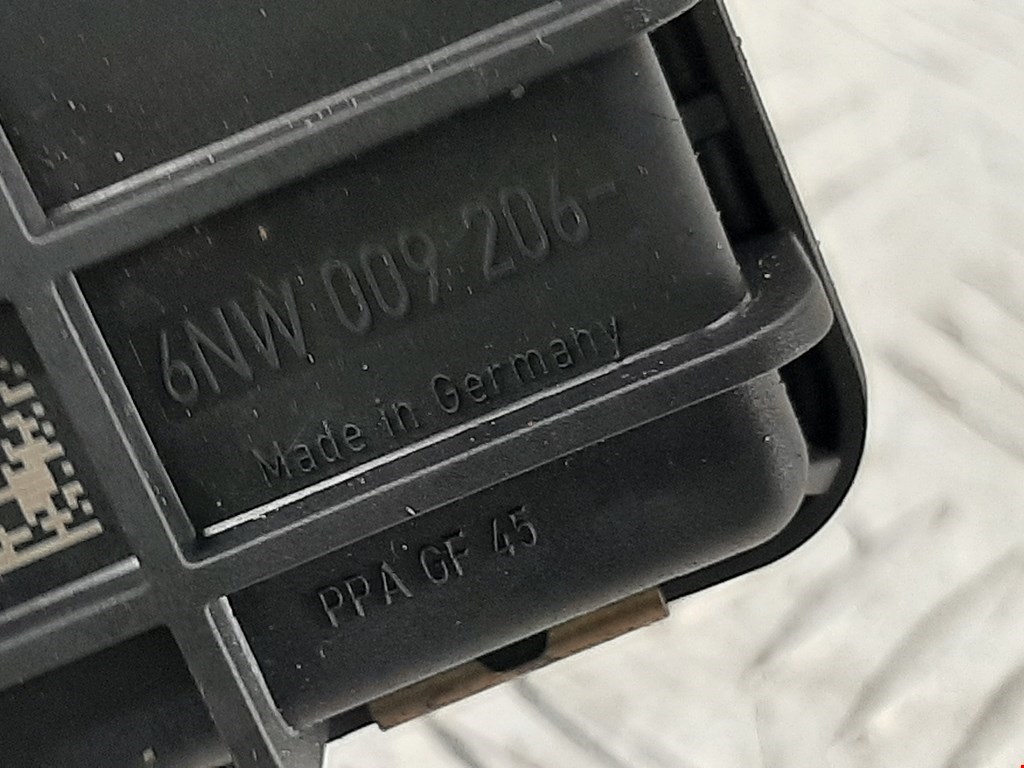 6NW 009 206-
Made in Germany
PPA GF 45